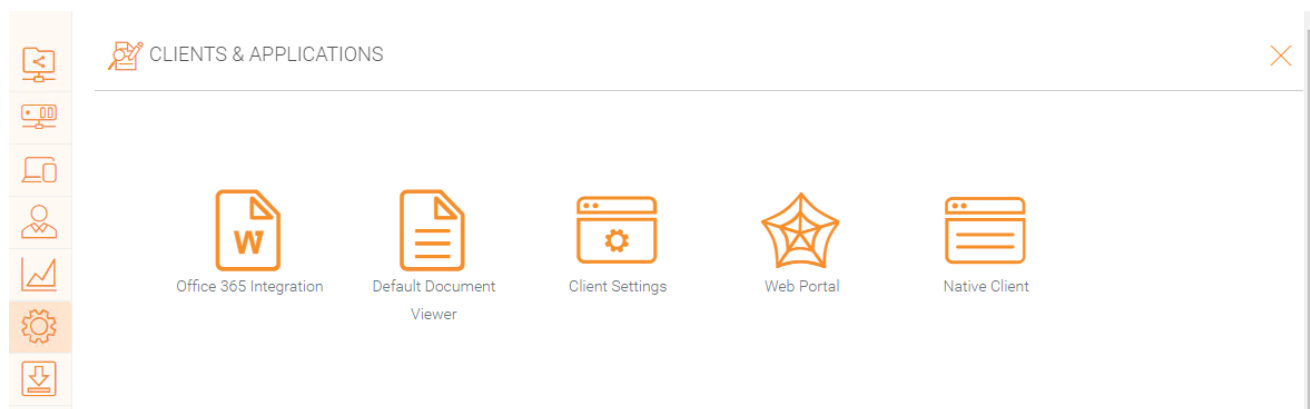 CLIENTS & APPLICATIONS
W
Office 365 Integration
Default Document
Viewer
Client Settings
Web Portal
Native Client